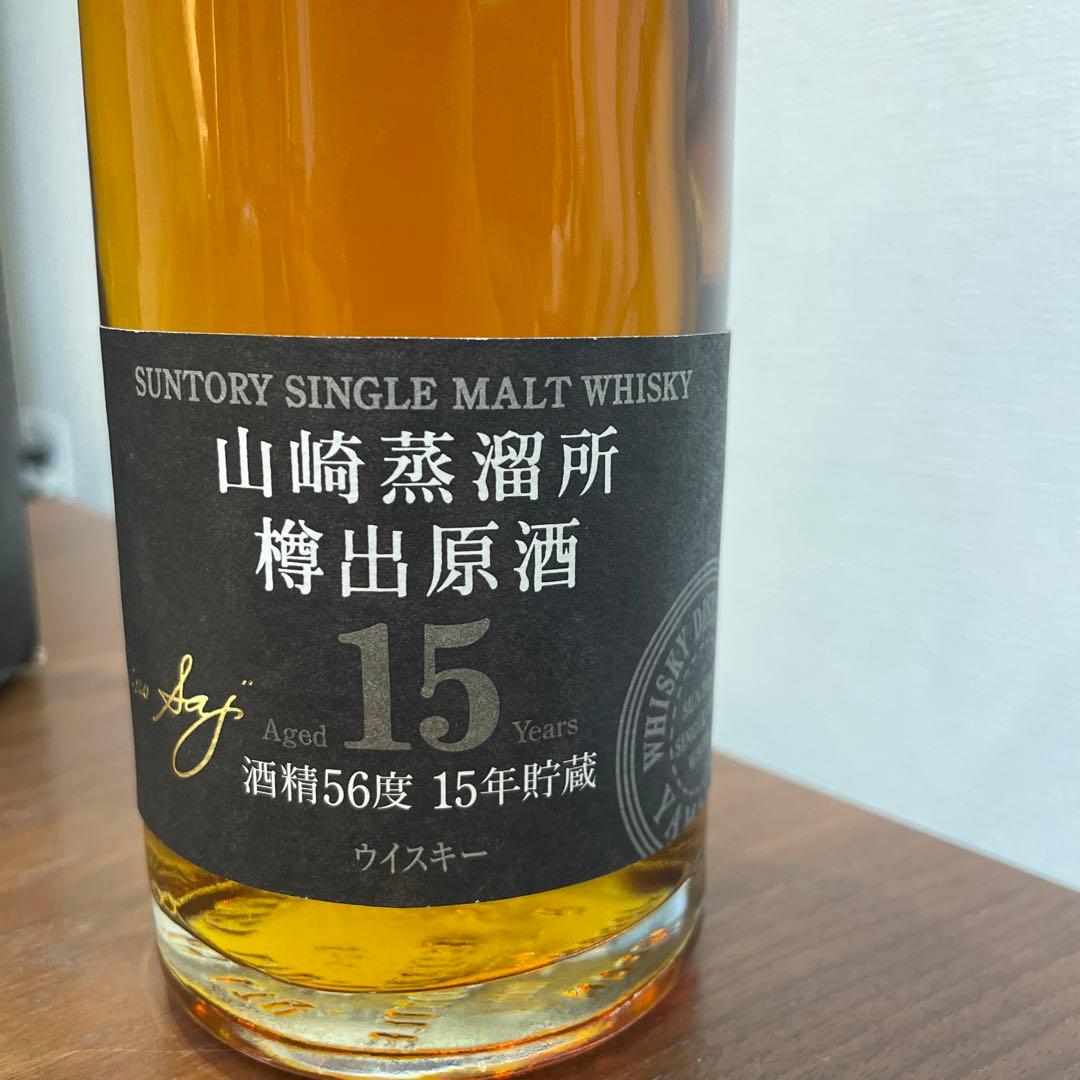 SUNTORY SINGLE MALT WHISKY
山崎蒸溜所
樽出原酒
15
Aged Years
酒精56度 15年貯蔵
ウイスキー
WHISKY